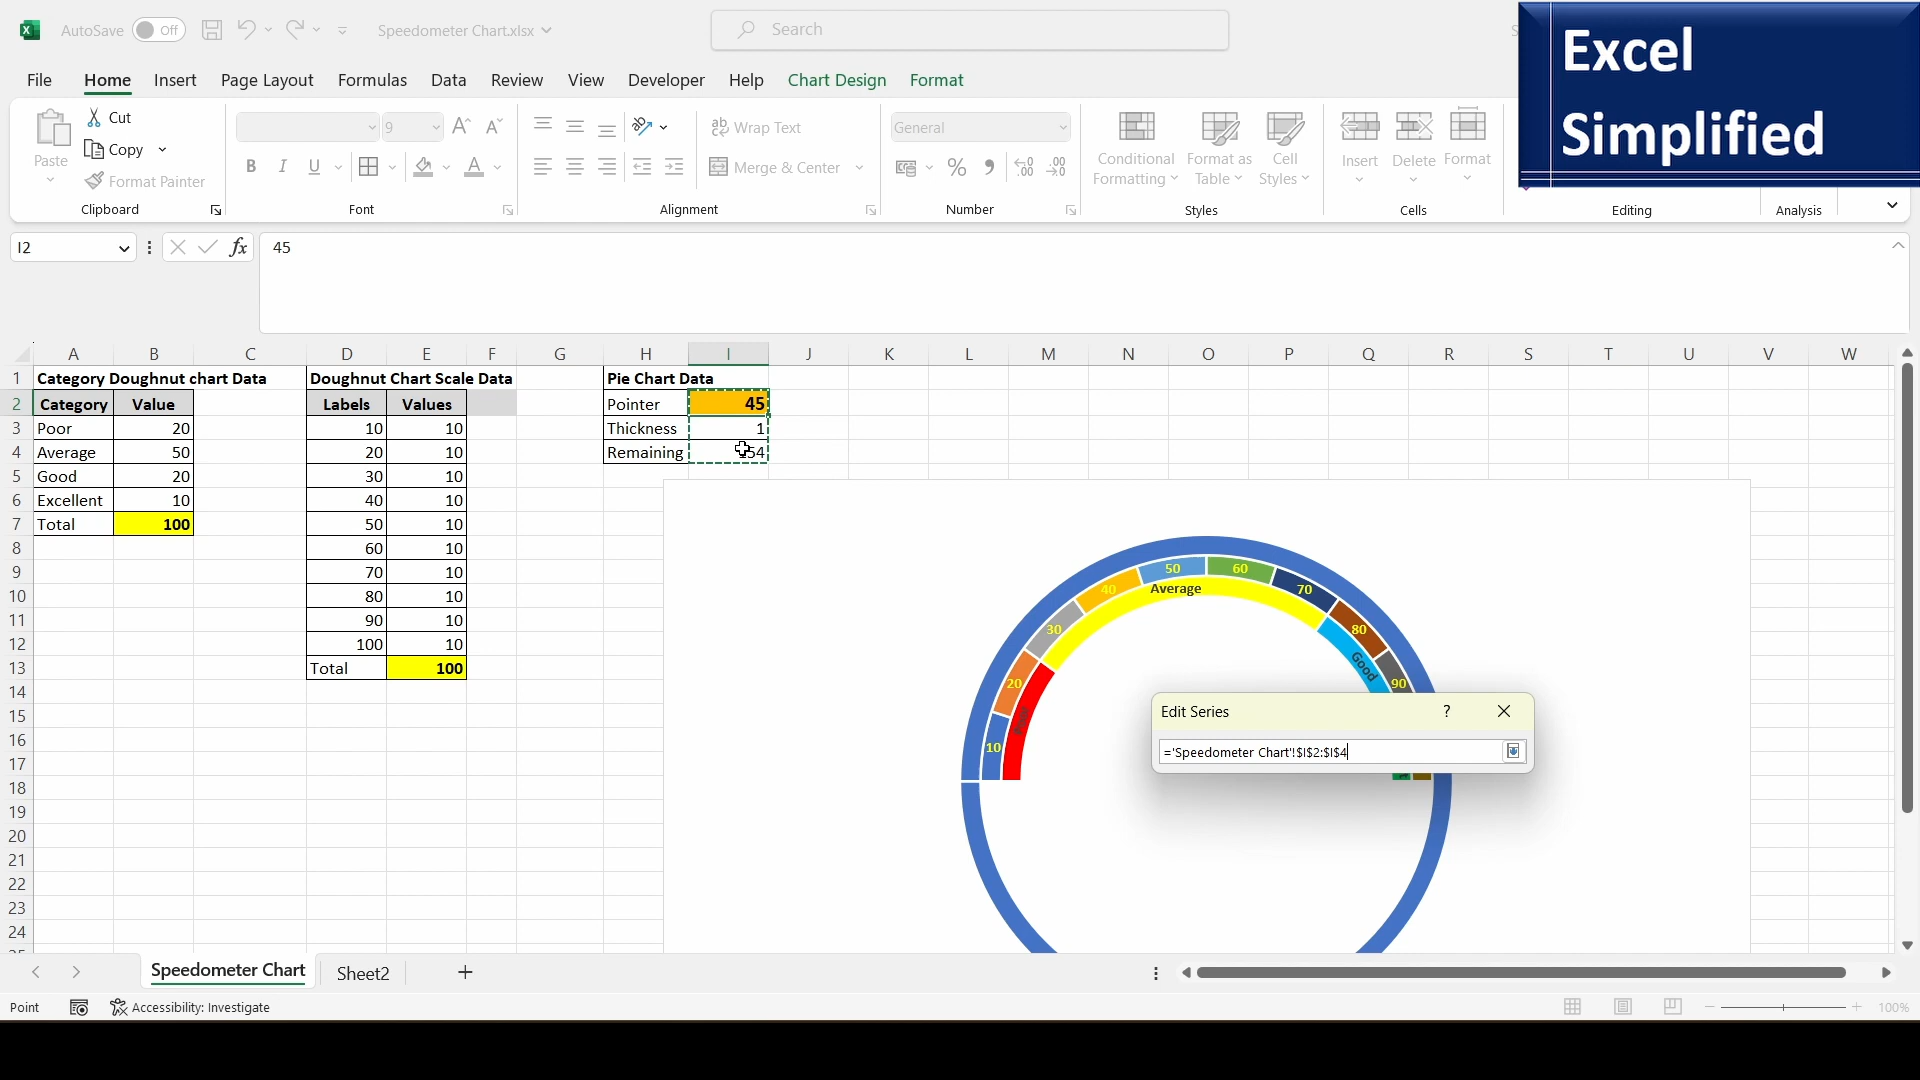 AutoSave Off Speedometer Chart.xlsx Search
Excel
Simplified
File Home Insert Page Layout Formulas Data Review View Developer Help Chart Design Format
Paste
Cut
Copy
Format Painter
Clipboard
9
B I U
Font
Wrap Text
Merge & Center
Alignment
General
Number
Conditional
Formatting
Format as
Table
Cell
Styles
Styles
Insert Delete Format
Cells
Editing
Analysis
I2 fx 45
A B C D E F G H I J K L M N O P Q R S T U V W
1 Category Doughnut chart Data Doughnut Chart Scale Data Pie Chart Data
2 Category Value Labels Values Pointer 45
3 Poor 20 10 10 Thickness 1
4 Average 50 20 10 Remaining 54
5 Good 20 30 10
6 Excellent 10 40 10
7 Total 100 50 10
8 60 10
9 70 10
10 80 10
11 90 10
12 100 10
13 Total 100
14
15
16
17
18
19
20
21
22
23
24
10 20 30 40 50 60 70 80 90
Average
Good
Edit Series ?
='Speedometer Chart'!$I$2:$I$4
Speedometer Chart Sheet2
Point Accessibility: Investigate 100%